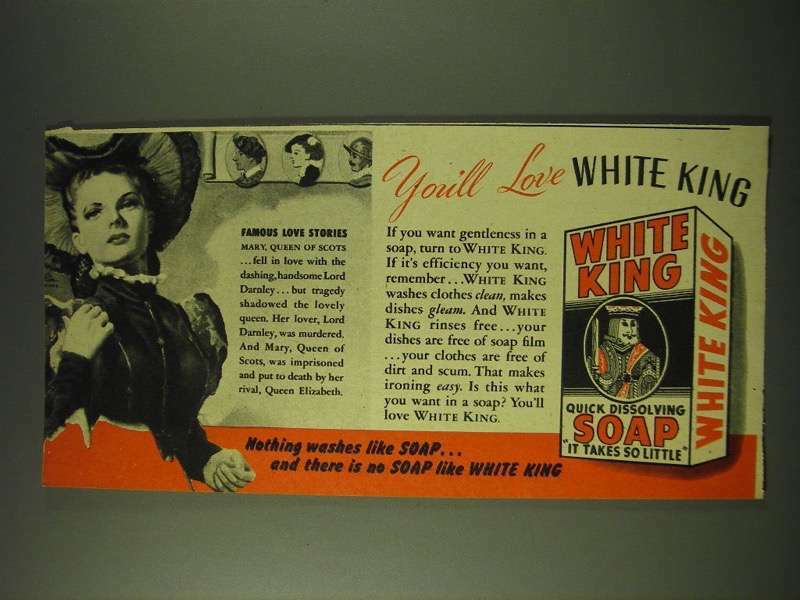 FAMOUS LOVE STORIES
MARY, QUEEN OF SCOTS
...fell in love with the
dashing, handsome Lord
Darnley...but tragedy
shadowed the lovely
queen. Her lover, Lord
Darnley, was murdered.
And Mary, Queen of
Scots, was imprisoned
and put to death by her
rival, Queen Elizabeth.
You'll Love WHITE KING
If you want gentleness in a
soap, turn to WHITE KING.
If it's efficiency you want,
remember...WHITE KING
washes clothes clean, makes
dishes gleam. And WHITE
KING rinses free...your
dishes are free of soap film
...your clothes are free of
dirt and scum. That makes
ironing easy. Is this what
you want in a soap? You'll
love WHITE KING.
WHITE
KING
QUICK DISSOLVING
SOAP
"IT TAKES SO LITTLE"
WHITE KING
Nothing washes like SOAP...
and there is no SOAP like WHITE KING